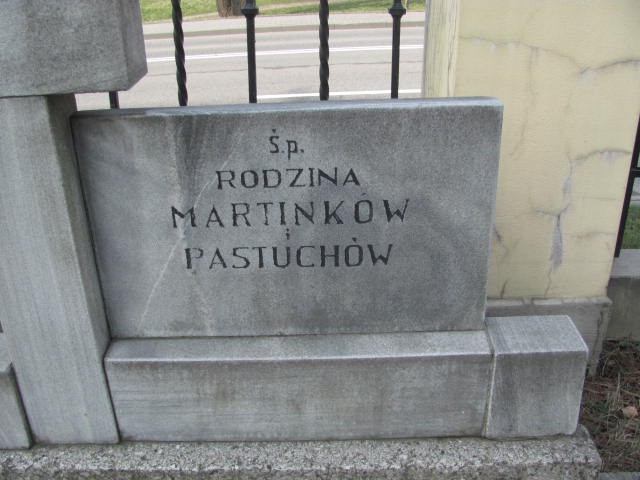 Ś.p.
RODZINA
MARTINKÓW
i
PASTUCHÓW